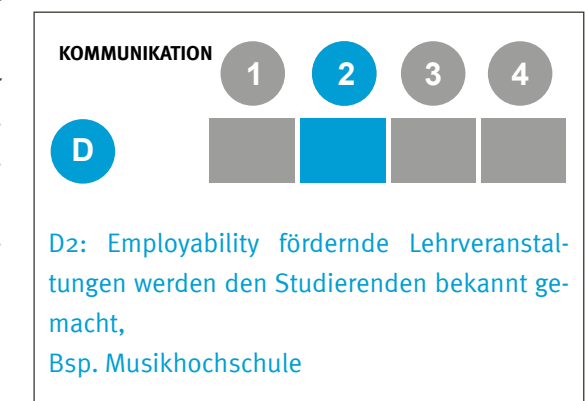 KOMMUNIKATION
1 2 3 4
D
D2: Employability fördernde Lehrveranstal-
tungen werden den Studierenden bekannt ge-
macht,
Bsp. Musikhochschule